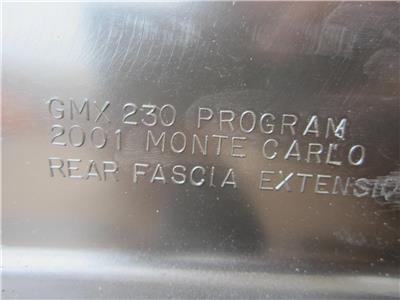 GMX 230 PROGRAM
2001 MONTE CARLO
REAR FASCIA